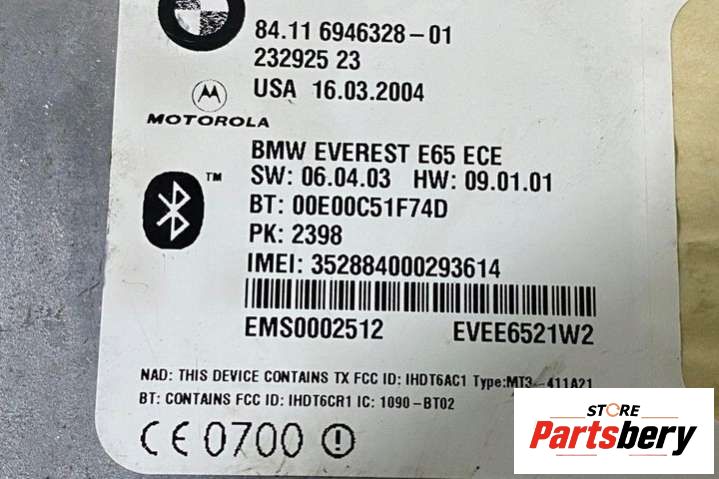 84.11 6946328-01
232925 23
USA 16.03.2004
MOTOROLA
BMW EVEREST E65 ECE
SW: 06.04.03 HW: 09.01.01
TM
BT: 00E00C51F74D
PK: 2398
IMEI: 352884000293614
EMS0002512 EVEE6521W2
NAD: THIS DEVICE CONTAINS TX FCC ID: IHDT6AC1 Type:MT3-411A21
BT: CONTAINS FCC ID: IHDT6CR1 IC: 1090-BT02
CE 0700
STORE
Partsbery